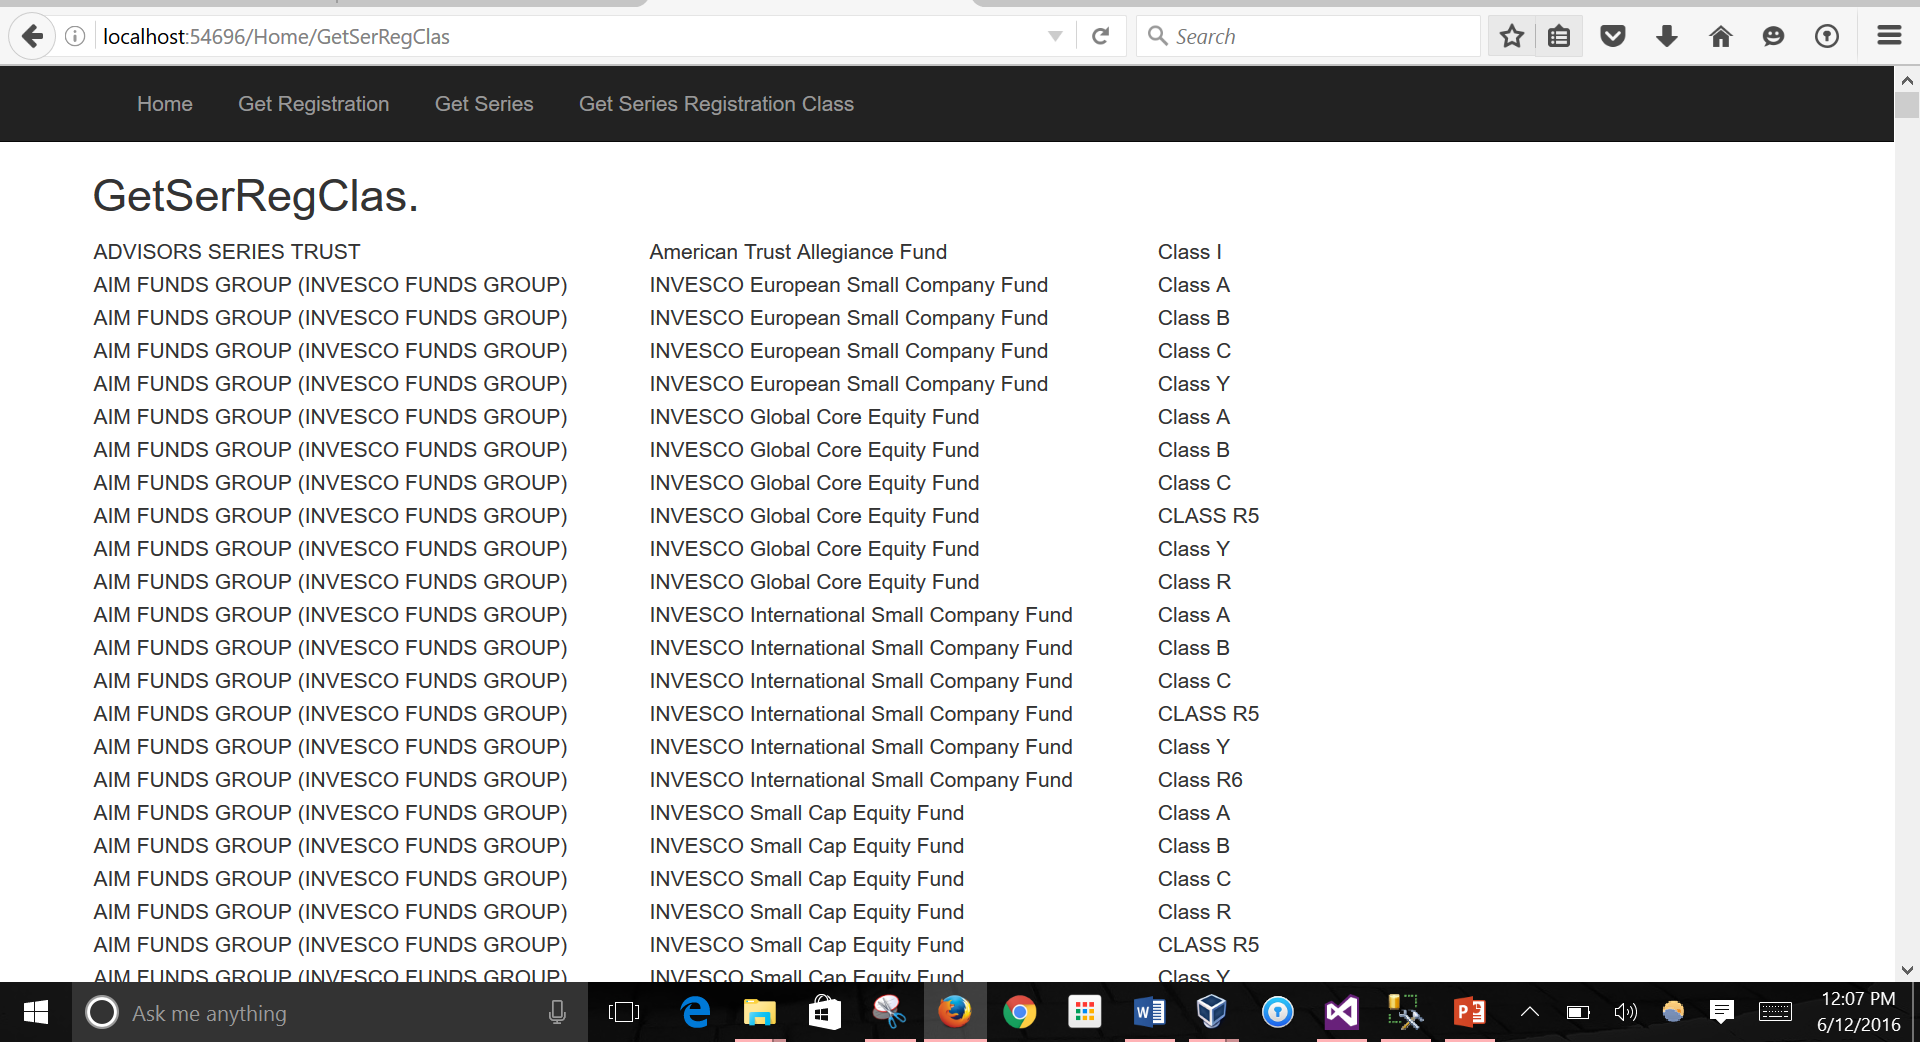 localhost:54696/Home/GetSerRegClas
Search
Home Get Registration Get Series Get Series Registration Class
GetSerRegClas.
ADVISORS SERIES TRUST American Trust Allegiance Fund Class I
AIM FUNDS GROUP (INVESCO FUNDS GROUP) INVESCO European Small Company Fund Class A
AIM FUNDS GROUP (INVESCO FUNDS GROUP) INVESCO European Small Company Fund Class B
AIM FUNDS GROUP (INVESCO FUNDS GROUP) INVESCO European Small Company Fund Class C
AIM FUNDS GROUP (INVESCO FUNDS GROUP) INVESCO European Small Company Fund Class Y
AIM FUNDS GROUP (INVESCO FUNDS GROUP) INVESCO Global Core Equity Fund Class A
AIM FUNDS GROUP (INVESCO FUNDS GROUP) INVESCO Global Core Equity Fund Class B
AIM FUNDS GROUP (INVESCO FUNDS GROUP) INVESCO Global Core Equity Fund Class C
AIM FUNDS GROUP (INVESCO FUNDS GROUP) INVESCO Global Core Equity Fund CLASS R5
AIM FUNDS GROUP (INVESCO FUNDS GROUP) INVESCO Global Core Equity Fund Class Y
AIM FUNDS GROUP (INVESCO FUNDS GROUP) INVESCO Global Core Equity Fund Class R
AIM FUNDS GROUP (INVESCO FUNDS GROUP) INVESCO International Small Company Fund Class A
AIM FUNDS GROUP (INVESCO FUNDS GROUP) INVESCO International Small Company Fund Class B
AIM FUNDS GROUP (INVESCO FUNDS GROUP) INVESCO International Small Company Fund Class C
AIM FUNDS GROUP (INVESCO FUNDS GROUP) INVESCO International Small Company Fund CLASS R5
AIM FUNDS GROUP (INVESCO FUNDS GROUP) INVESCO International Small Company Fund Class Y
AIM FUNDS GROUP (INVESCO FUNDS GROUP) INVESCO International Small Company Fund Class R6
AIM FUNDS GROUP (INVESCO FUNDS GROUP) INVESCO Small Cap Equity Fund Class A
AIM FUNDS GROUP (INVESCO FUNDS GROUP) INVESCO Small Cap Equity Fund Class B
AIM FUNDS GROUP (INVESCO FUNDS GROUP) INVESCO Small Cap Equity Fund Class C
AIM FUNDS GROUP (INVESCO FUNDS GROUP) INVESCO Small Cap Equity Fund Class R
AIM FUNDS GROUP (INVESCO FUNDS GROUP) INVESCO Small Cap Equity Fund CLASS R5
AIM FUNDS GROUP (INVESCO FUNDS GROUP) INVESCO Small Cap Equity Fund Class Y
Ask me anything
12:07 PM
6/12/2016